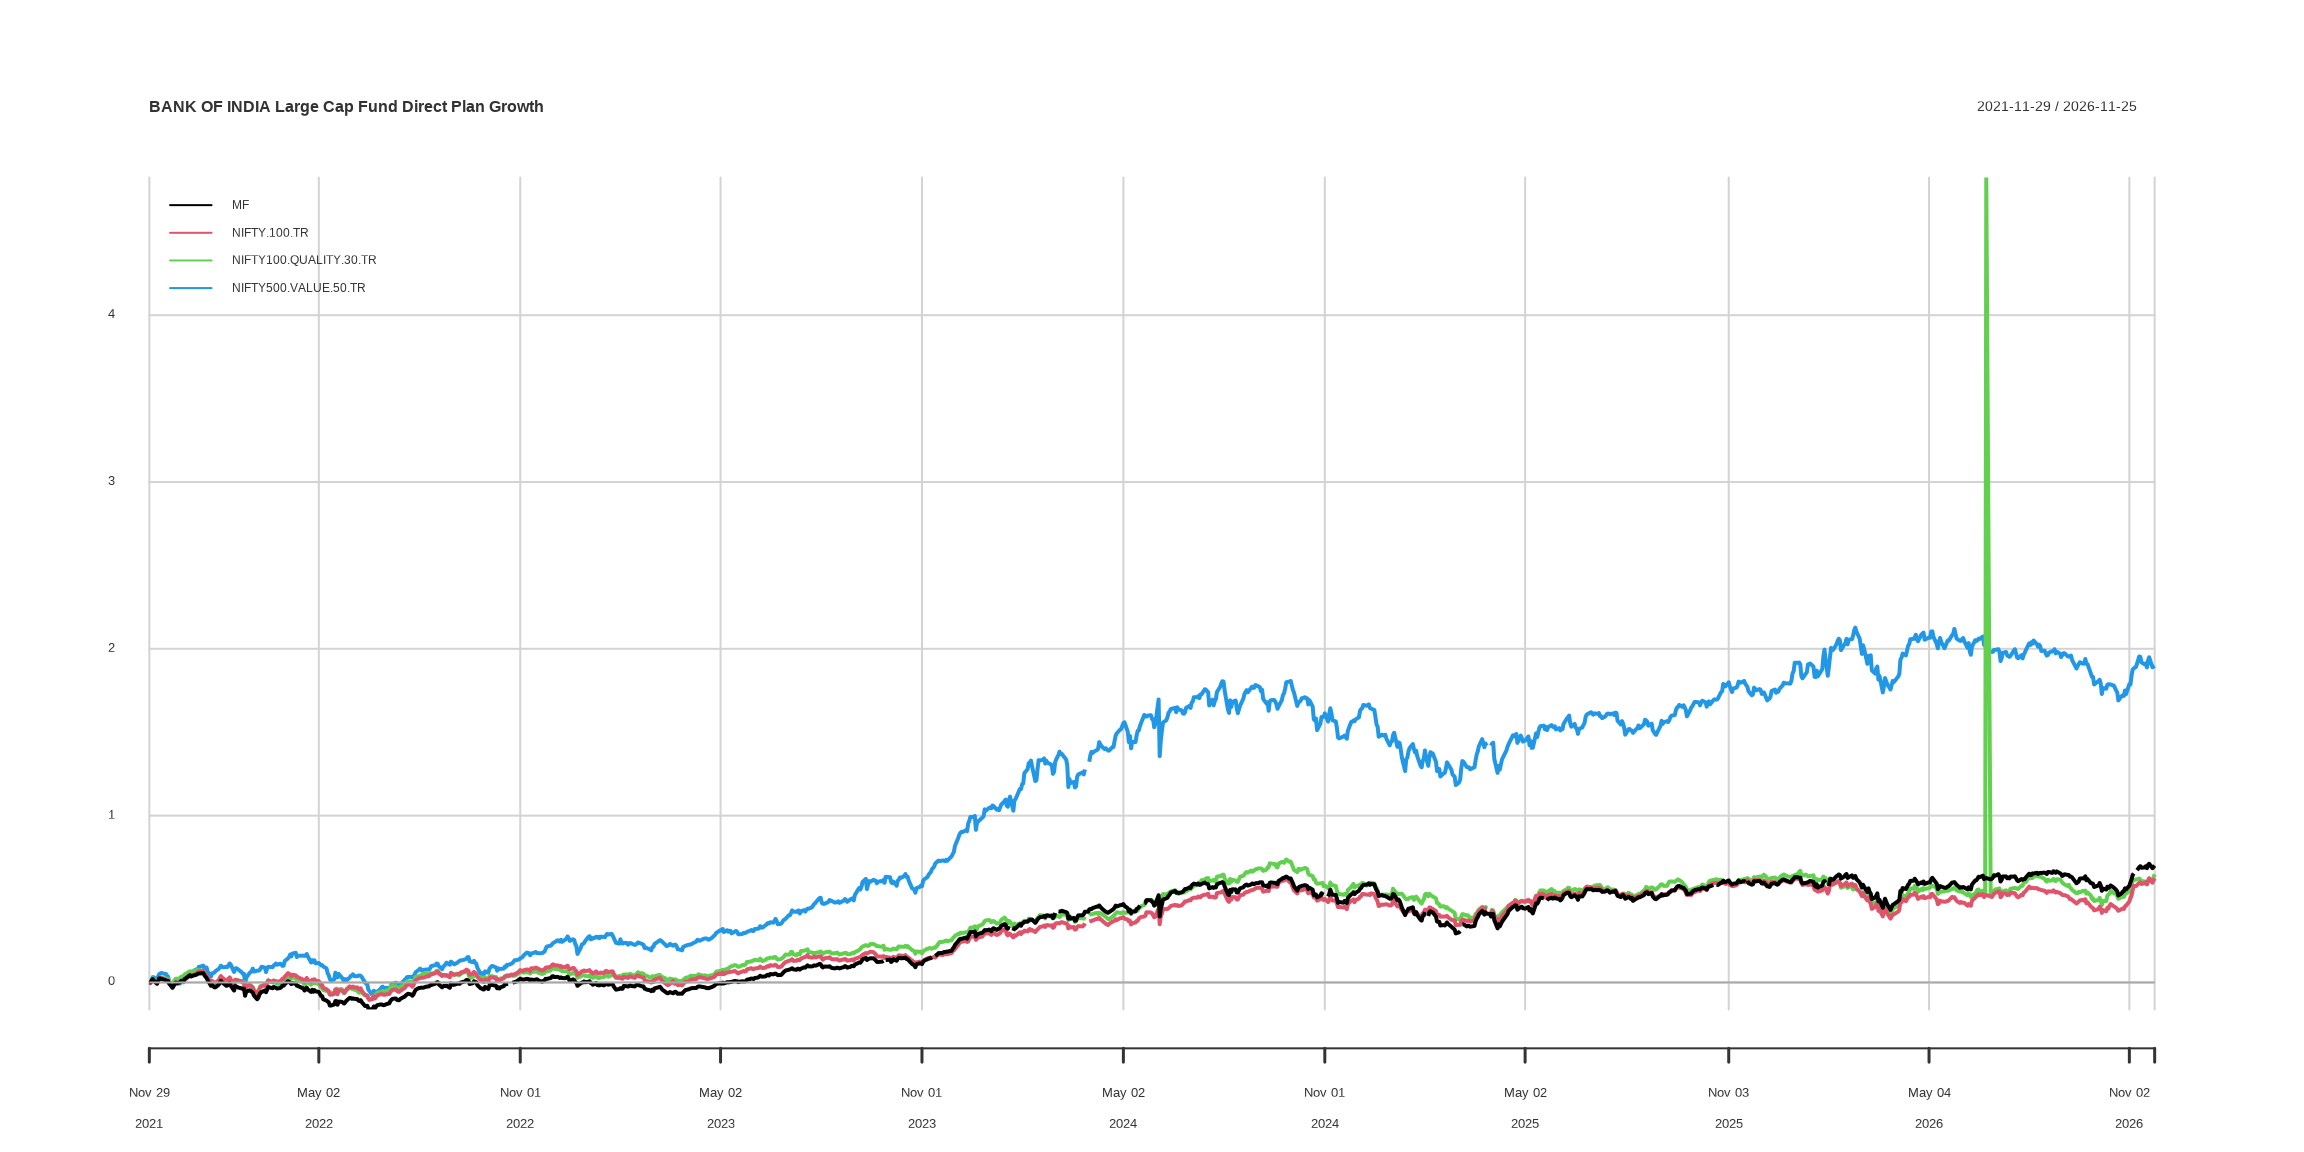 BANK OF INDIA Large Cap Fund Direct Plan Growth
2021-11-29 / 2026-11-25
MF
NIFTY.100.TR
NIFTY100.QUALITY.30.TR
NIFTY500.VALUE.50.TR
4
3
2
1
0
Nov 29 May 02 Nov 01 May 02 Nov 01 May 02 Nov 01 May 02 Nov 03 May 04 Nov 02
2021 2022 2022 2023 2023 2024 2024 2025 2025 2026 2026